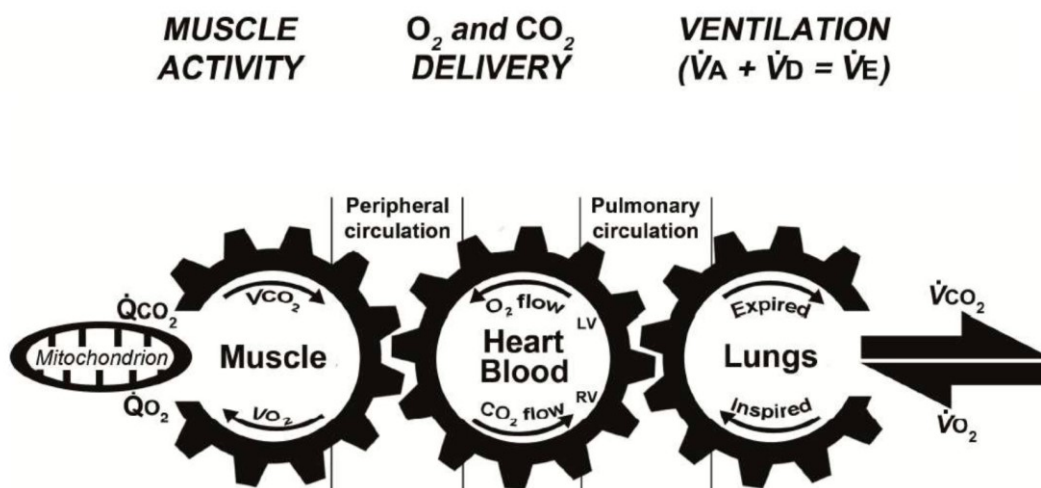 MUSCLE
ACTIVITY
O₂ and CO₂
DELIVERY
VENTILATION
(V̇A + V̇D = V̇E)
Peripheral
circulation
Pulmonary
circulation
Q̇CO₂
Mitochondrion
Q̇O₂
VCO₂
Muscle
VO₂
O₂ flow
LV
Heart
Blood
RV
CO₂ flow
Expired
Lungs
Inspired
V̇CO₂
V̇O₂